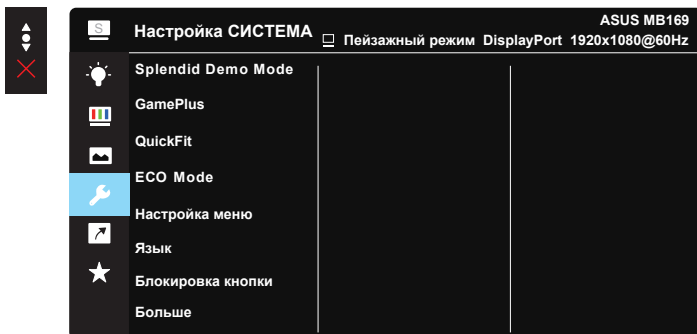 S
Настройка СИСТЕМА
ASUS MB169
Пейзажный режим DisplayPort 1920x1080@60Hz
Splendid Demo Mode
GamePlus
QuickFit
ECO Mode
Настройка меню
Язык
Блокировка кнопки
Больше